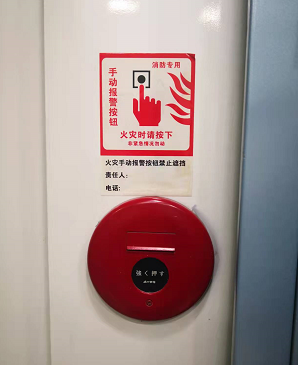 消防专用
手动报警按钮
火灾时请按下
非紧急情况勿动
火灾手动报警按钮禁止遮挡
责任人：
电话：
強く押す